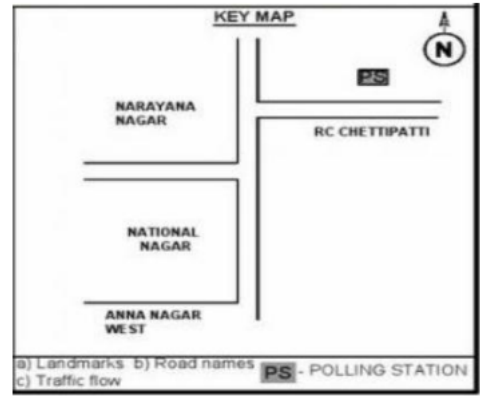 KEY MAP
N
PS
NARAYANA
NAGAR
RC CHETTIPATTI
NATIONAL
NAGAR
ANNA NAGAR
WEST
a) Landmarks b) Road names
c) Traffic flow
PS - POLLING STATION